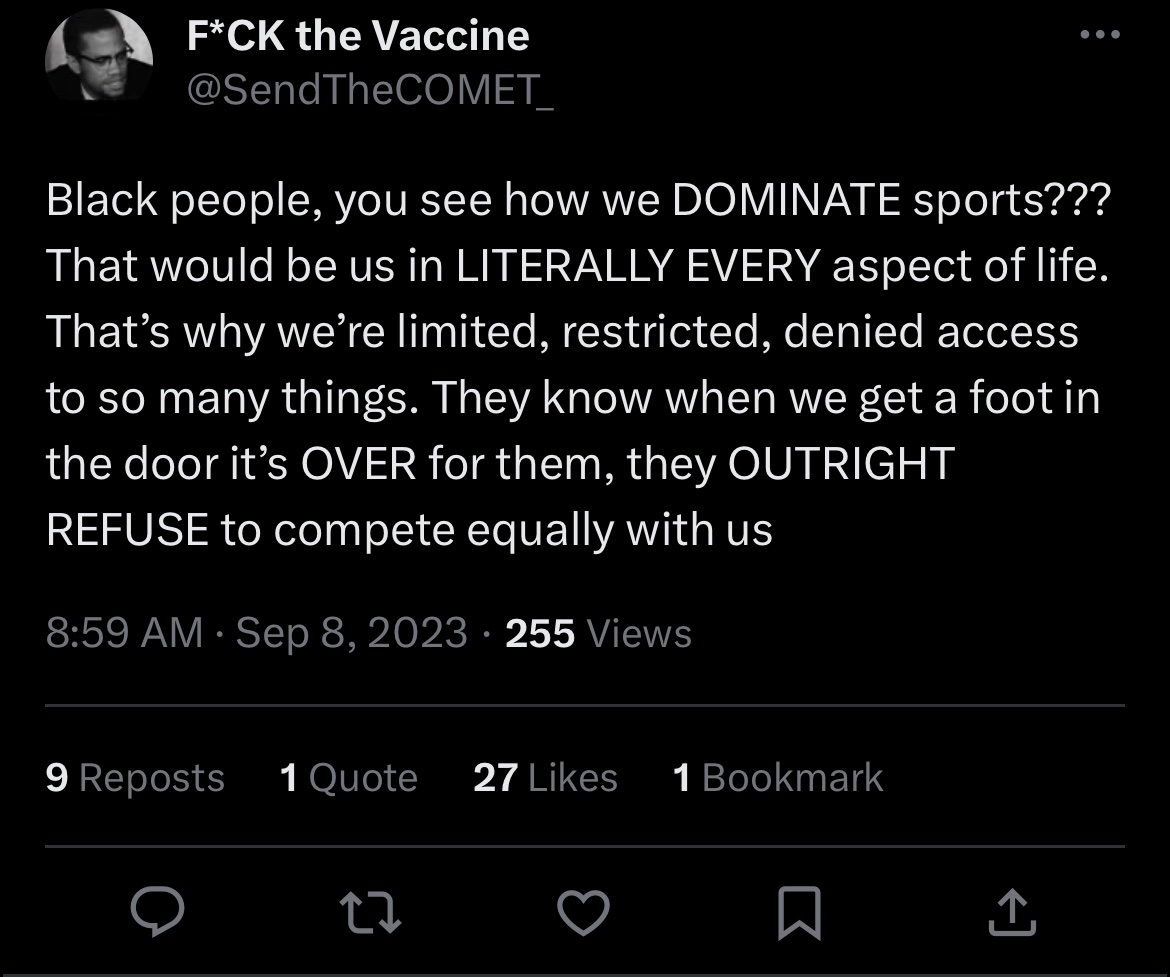 F*CK the Vaccine
@SendTheCOMET_
Black people, you see how we DOMINATE sports???
That would be us in LITERALLY EVERY aspect of life.
That’s why we’re limited, restricted, denied access
to so many things. They know when we get a foot in
the door it’s OVER for them, they OUTRIGHT
REFUSE to compete equally with us
8:59 AM · Sep 8, 2023 · 255 Views
9 Reposts 1 Quote 27 Likes 1 Bookmark